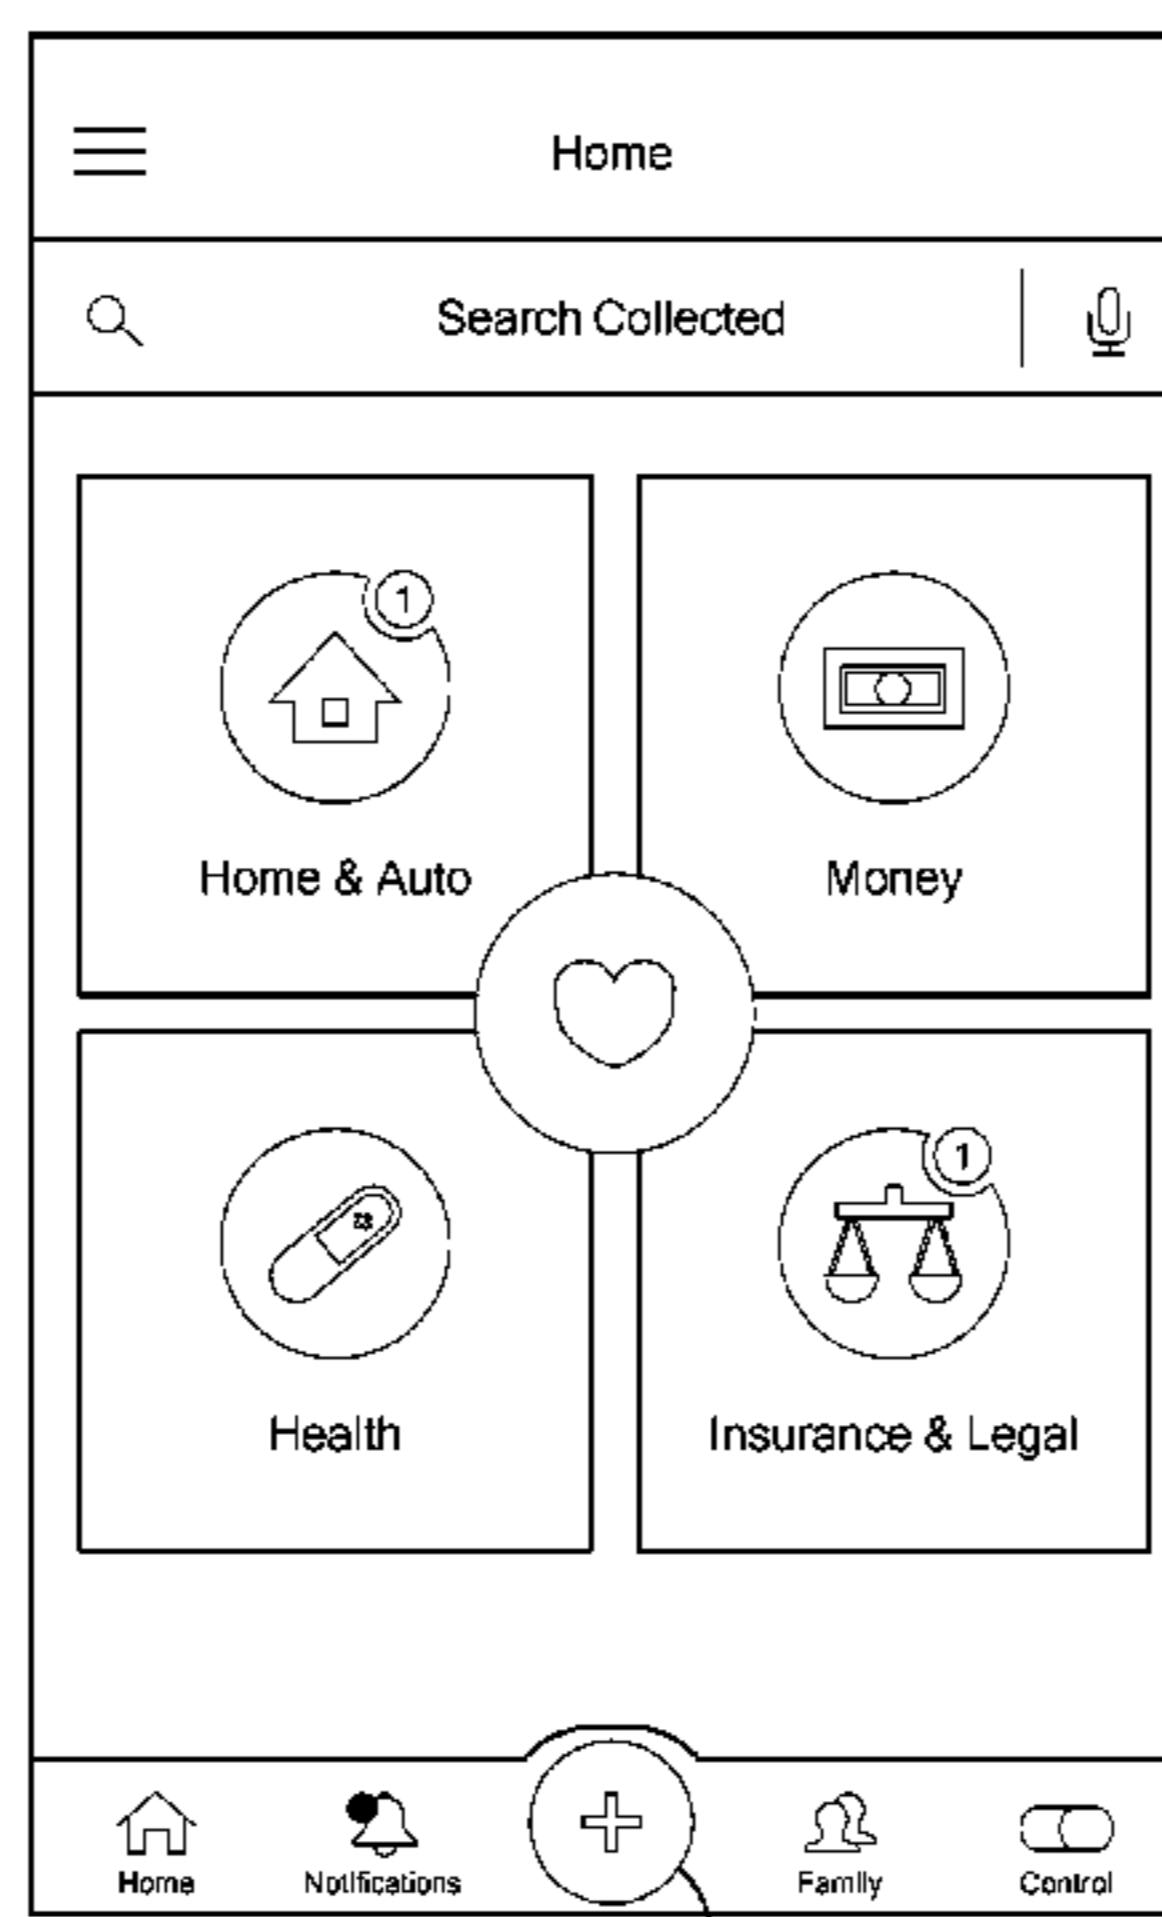 Home
Search Collected
1
Home & Auto
Money
1
Health
Insurance & Legal
Home
Notifications
Family
Control